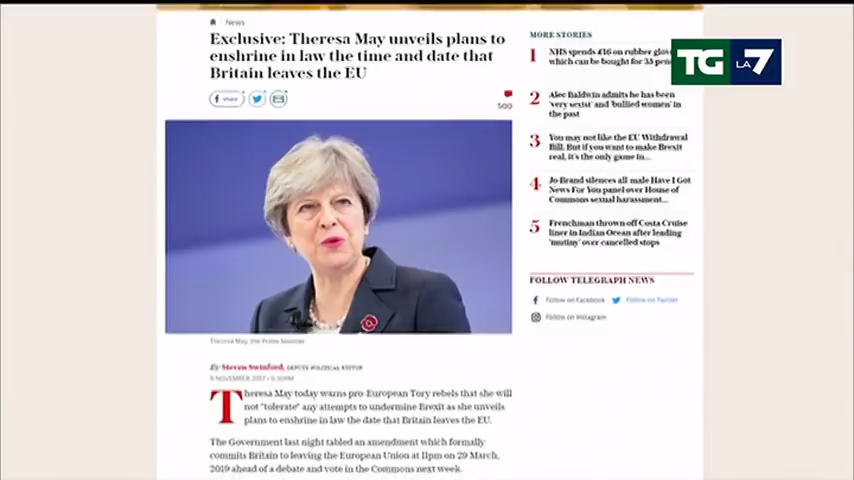 News
Exclusive: Theresa May unveils plans to
enshrine in law the time and date that
Britain leaves the EU
share
500
Theresa May, the Prime Minister
By Steven Swinford, DEPUTY POLITICAL EDITOR
9 NOVEMBER 2017 • 9:30PM
Theresa May today warns pro-European Tory rebels that she will
not "tolerate" any attempts to undermine Brexit as she unveils
plans to enshrine in law the date that Britain leaves the EU.
The Government last night tabled an amendment which formally
commits Britain to leaving the European Union at 11pm on 29 March,
2019 ahead of a debate and vote in the Commons next week.
MORE STORIES
1 NHS spends £16 on rubber
which can be bought for 35
2 Alec Baldwin admits he has been
'very sexist' and 'bullied women' in
the past
3 You may not like the EU Withdrawal
Bill. But if you want to make Brexit
real, it's the only game in...
4 Jo Brand silences all male Have I Got
News For You panel over House of
Commons sexual harassment...
5 Frenchman thrown off Costa Cruise
liner in Indian Ocean after leading
'mutiny' over cancelled stops
FOLLOW TELEGRAPH NEWS
Follow on Facebook
Follow on Twitter
Follow on Instagram
TG LA 7